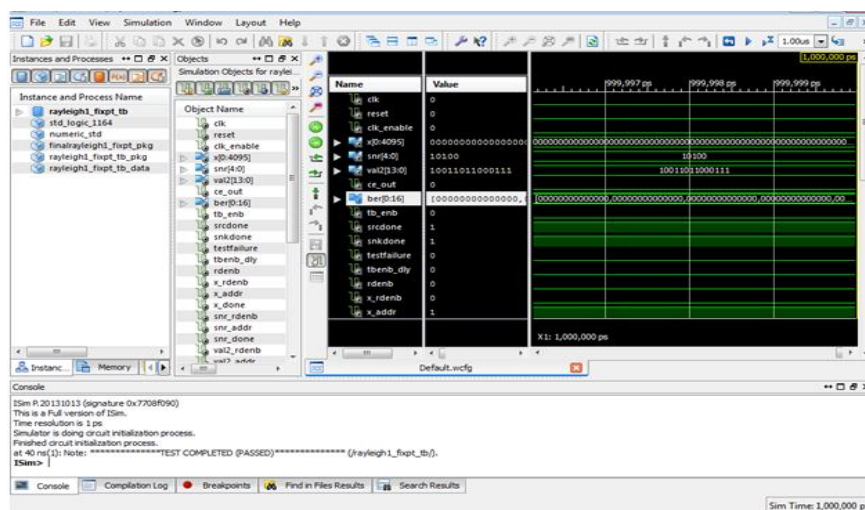 File Edit View Simulation Window Layout Help
1.00us
Instances and Processes
Objects
Simulation Objects for raylei...
Instance and Process Name
rayleigh1_fixpt_tb
std_logic_1164
numeric_std
finalrayleigh1_fixpt_pkg
rayleigh1_fixpt_tb_pkg
rayleigh1_fixpt_tb_data
Object Name
clk
reset
clk_enable
x[0:4095]
snr[4:0]
val2[13:0]
ce_out
ber[0:16]
tb_enb
srcdone
snkdone
testfailure
tbenb_dly
rdenb
x_rdenb
x_addr
x_done
snr_rdenb
snr_addr
snr_done
val2_rdenb
val2_addr
1,000,000 ps
Name Value 999,997 ps 999,998 ps 999,999 ps
clk 0
reset 0
clk_enable 0
x[0:4095]
snr[4:0] 10100 10100
val2[13:0] 10011011000111 10011011000111
ce_out 0
ber[0:16] [00000000000000,0 [00000000000000,00000000000000,00000000000000,00000000000000,00...
tb_enb 0
srcdone 1
snkdone 1
testfailure 0
tbenb_dly 0
rdenb 0
x_rdenb 0
x_addr 1
X1: 1,000,000 ps
Instanc... Memory
Default.wcfg
Console
ISim P.20131013 (signature 0x7708f090)
This is a Full version of ISim.
Time resolution is 1 ps
Simulator is doing circuit initialization process.
Finished circuit initialization process.
at 40 ns(1): Note: ****************TEST COMPLETED (PASSED)**************** (/rayleigh1_fixpt_tb/).
ISim>
Console Compilation Log Breakpoints Find in Files Results Search Results
Sim Time: 1,000,000 p